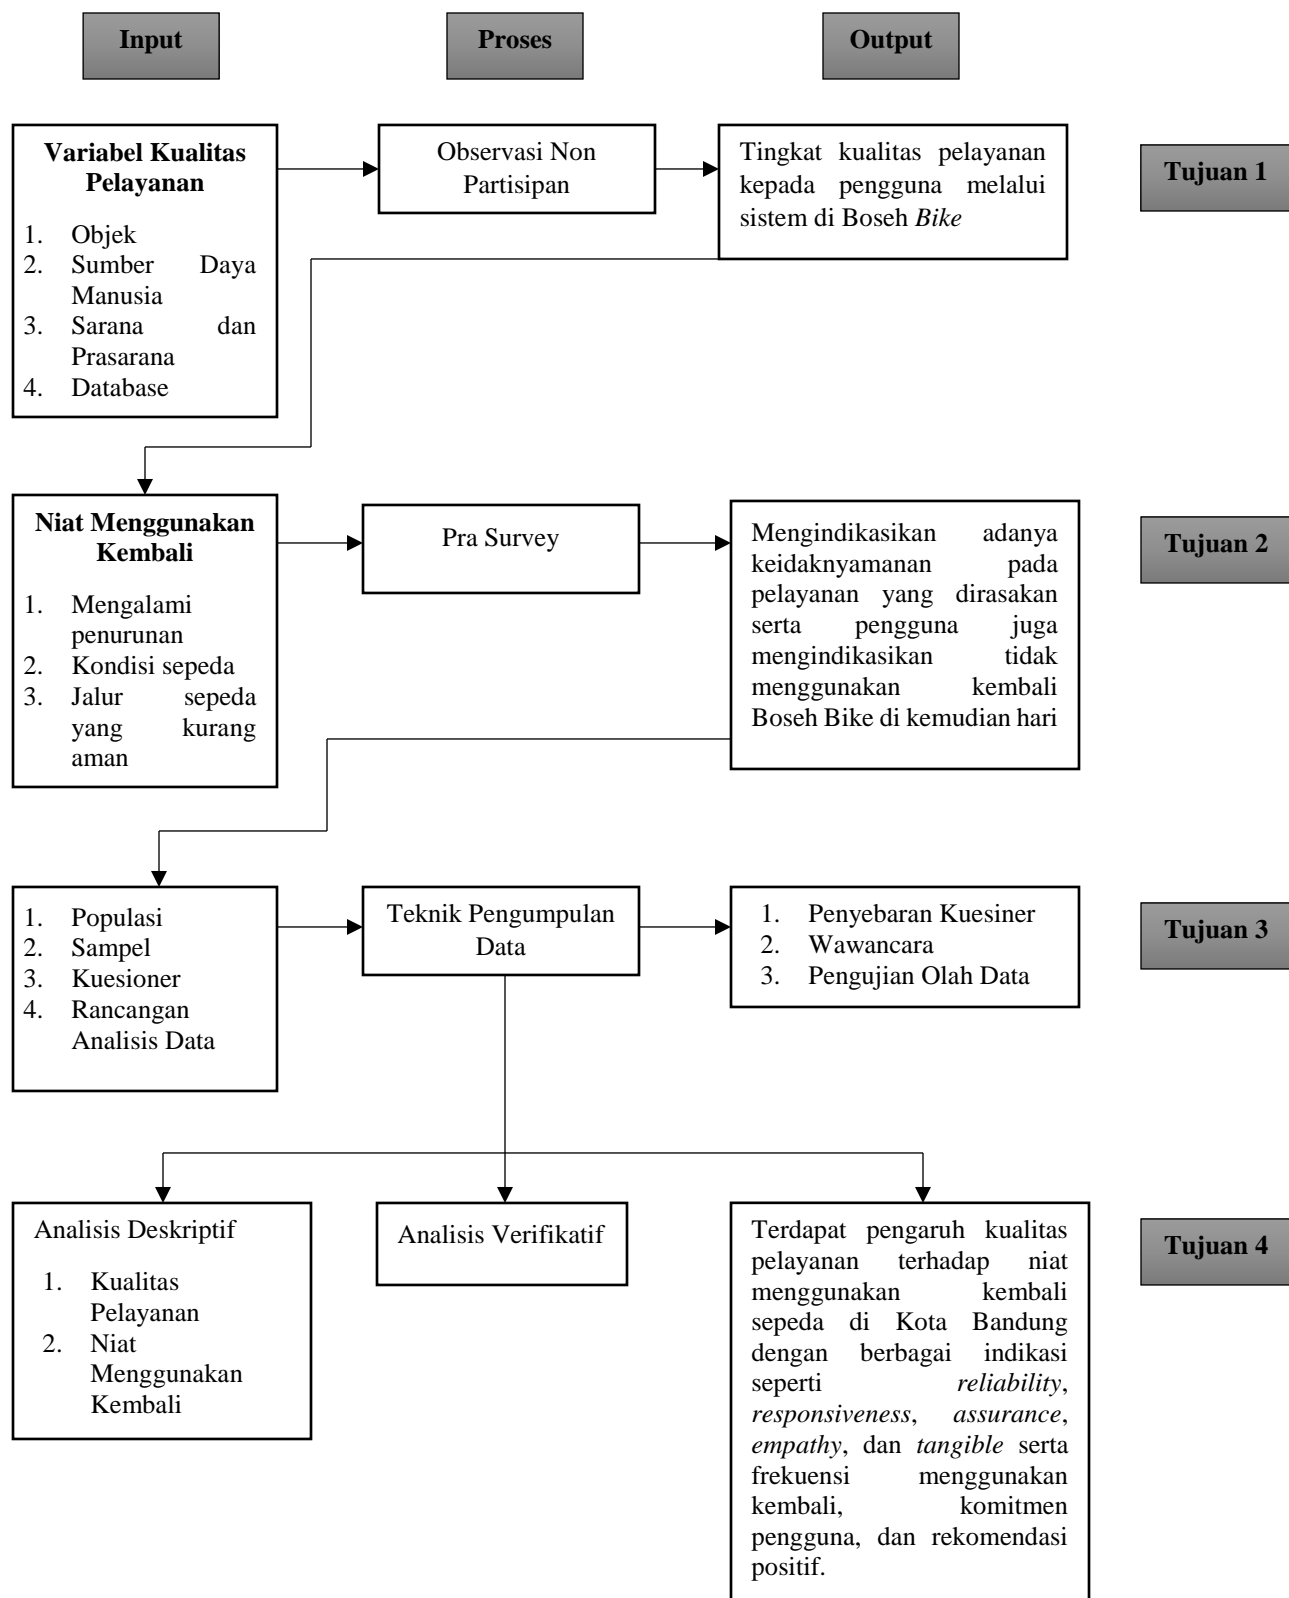 Input
Proses
Output
Variabel Kualitas
Pelayanan
1. Objek
2. Sumber Daya
Manusia
3. Sarana dan
Prasarana
4. Database
Observasi Non
Partisipan
Tingkat kualitas pelayanan
kepada pengguna melalui
sistem di Boseh Bike
Tujuan 1
Niat Menggunakan
Kembali
1. Mengalami
penurunan
2. Kondisi sepeda
3. Jalur sepeda
yang kurang
aman
Pra Survey
Mengindikasikan adanya
keidaknyamanan pada
pelayanan yang dirasakan
serta pengguna juga
mengindikasikan tidak
menggunakan kembali
Boseh Bike di kemudian hari
Tujuan 2
1. Populasi
2. Sampel
3. Kuesioner
4. Rancangan
Analisis Data
Teknik Pengumpulan
Data
1. Penyebaran Kuesiner
2. Wawancara
3. Pengujian Olah Data
Tujuan 3
Analisis Deskriptif
1. Kualitas
Pelayanan
2. Niat
Menggunakan
Kembali
Analisis Verifikatif
Terdapat pengaruh kualitas
pelayanan terhadap niat
menggunakan kembali
sepeda di Kota Bandung
dengan berbagai indikasi
seperti reliability,
responsiveness, assurance,
empathy, dan tangible serta
frekuensi menggunakan
kembali, komitmen
pengguna, dan rekomendasi
positif.
Tujuan 4